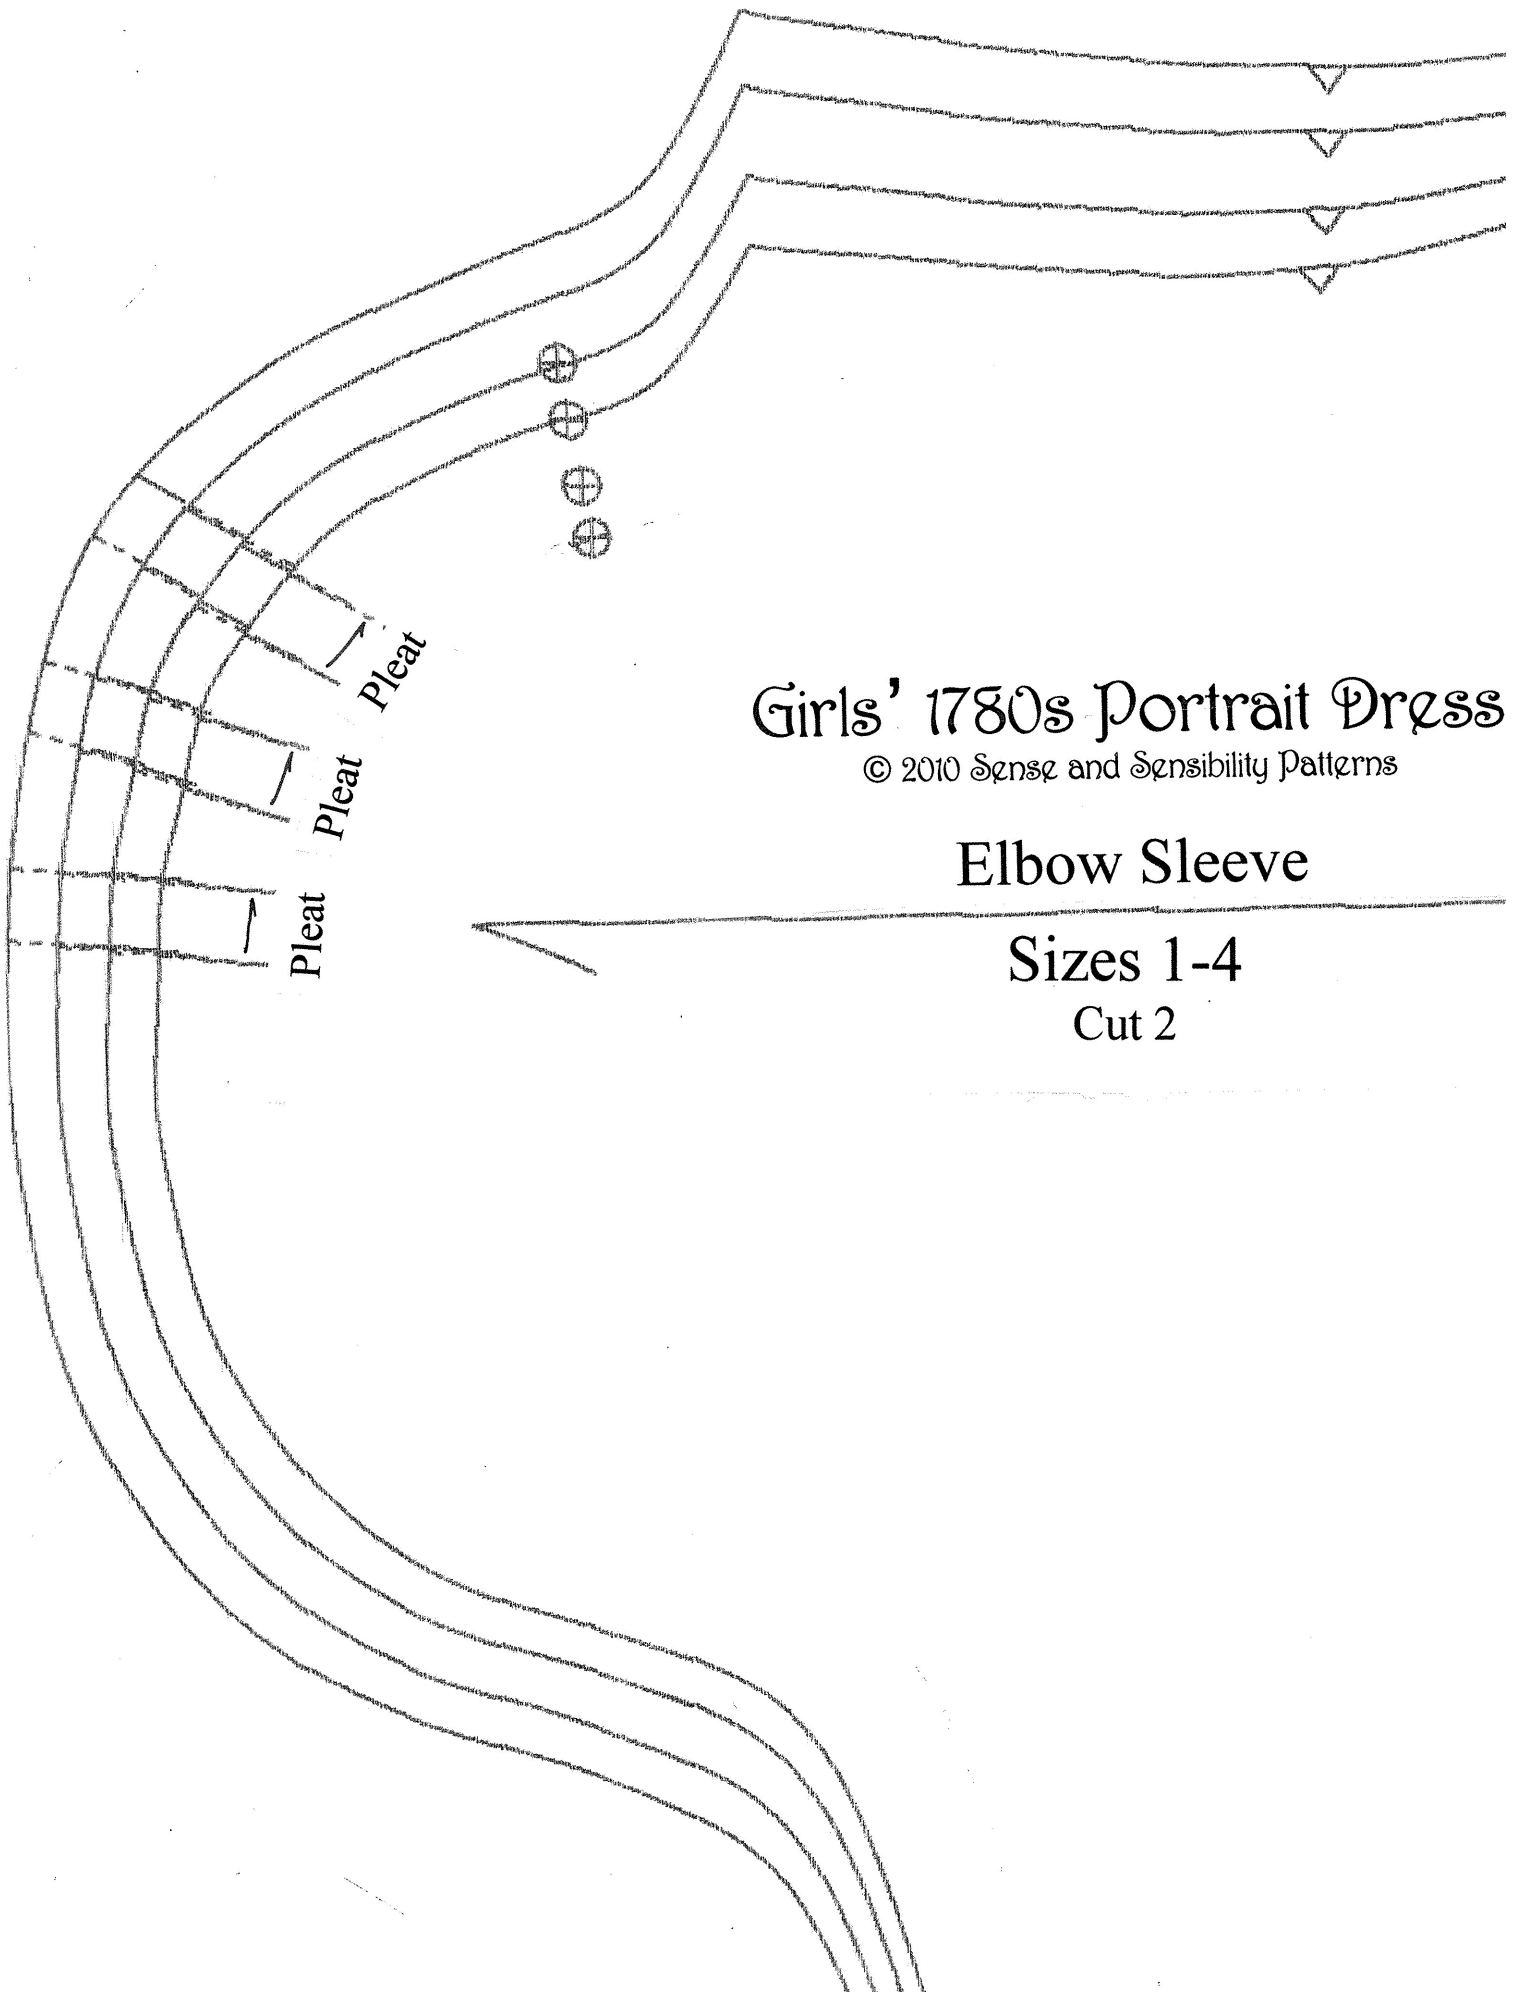 Pleat
Pleat
Pleat
Girls' 1780s Portrait Dress
© 2010 Sense and Sensibility Patterns
Elbow Sleeve
Sizes 1-4
Cut 2